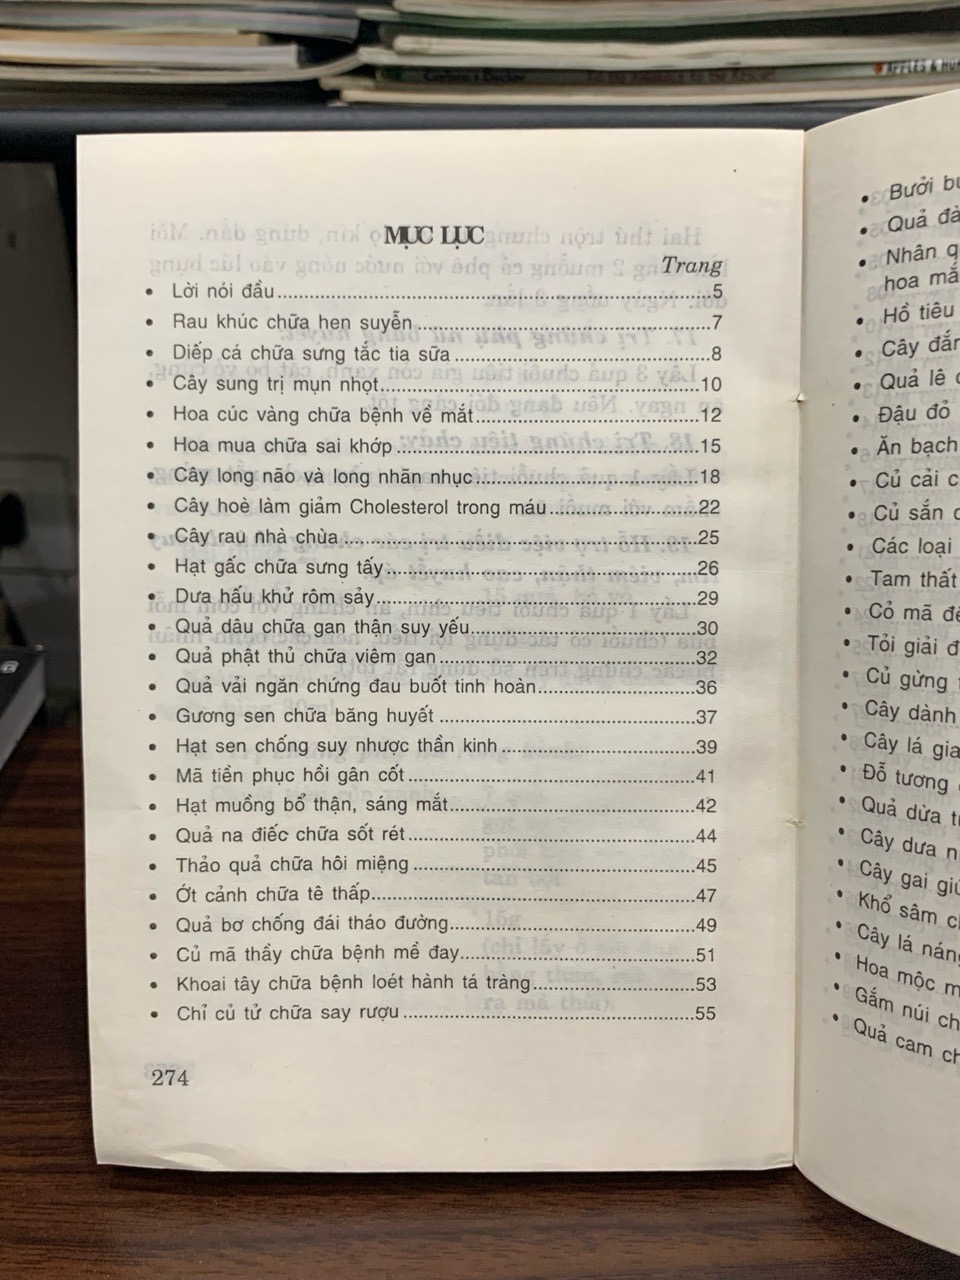 APPLES & HUM
MỤC LỤC
Trang
• Lời nói đầu.....5
• Rau khúc chữa hen suyễn.....7
• Diếp cá chữa sưng tắc tia sữa.....8
• Cây sung trị mụn nhọt.....10
• Hoa cúc vàng chữa bệnh về mắt.....12
• Hoa mua chữa sai khớp.....15
• Cây long não và long nhãn nhục.....18
• Cây hoè làm giảm Cholesterol trong máu.....22
• Cây rau nhà chùa.....25
• Hạt gấc chữa sưng tấy.....26
• Dưa hấu khử rôm sảy.....29
• Quả dâu chữa gan thận suy yếu.....30
• Quả phật thủ chữa viêm gan.....32
• Quả vải ngăn chứng đau buốt tinh hoàn.....36
• Gương sen chữa băng huyết.....37
• Hạt sen chống suy nhược thần kinh.....39
• Mã tiền phục hồi gân cốt.....41
• Hạt muồng bổ thận, sáng mắt.....42
• Quả na điếc chữa sốt rét.....44
• Thảo quả chữa hôi miệng.....45
• Ớt cảnh chữa tê thấp.....47
• Quả bơ chống đái tháo đường.....49
• Củ mã thầy chữa bệnh mề đay.....51
• Khoai tây chữa bệnh loét hành tá tràng.....53
• Chỉ củ tử chữa say rượu.....55
274
• Bưởi
• Quả
• Nhân
hoa
• Hồ tiêu
• Cây
• Quả lê
• Đậu đỏ
• Ăn bạch
• Củ cải
• Củ sắn
• Các loại
• Tam thất
• Cỏ mã
• Tỏi giải
• Củ gừng
• Cây dành
• Cây lá
• Đỗ tương
• Quả dừa
• Cây dưa
• Cây gai
• Khổ sâm
• Cây lá
• Hoa mộc
• Gắm núi
• Quả cam